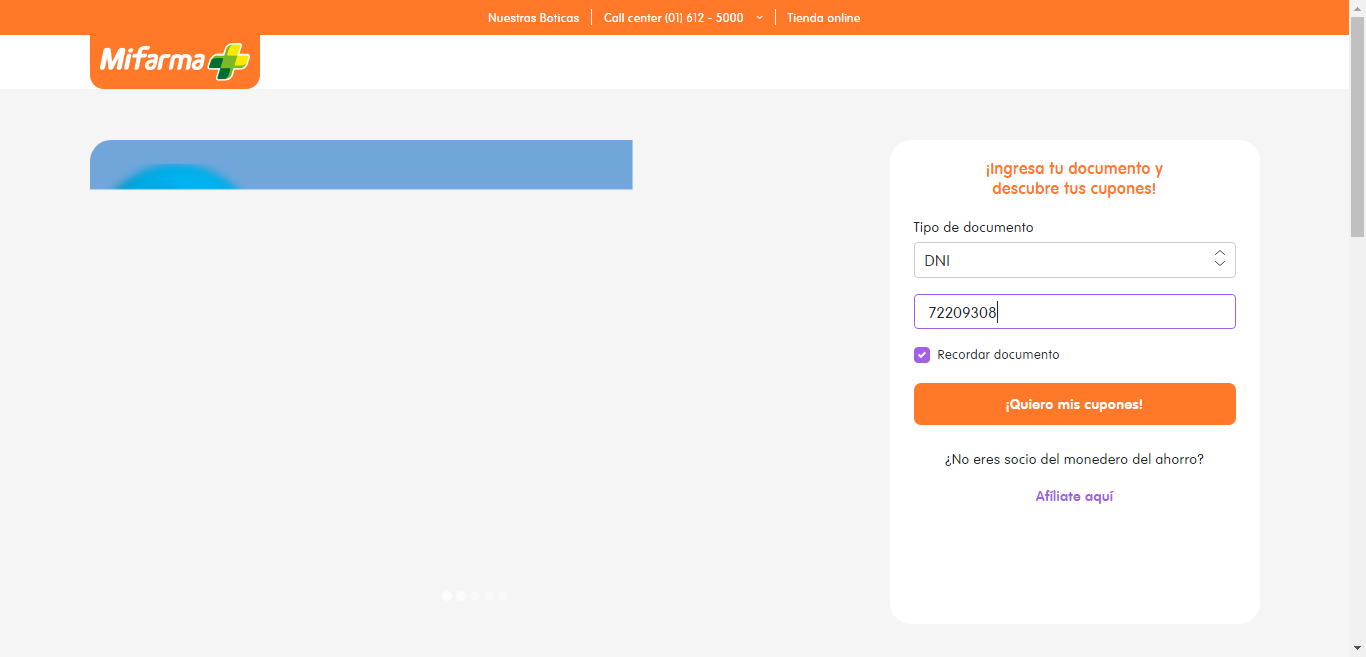 Nuestras Boticas
Call center (01) 612 - 5000
Tienda online
Mifarma
¡Ingresa tu documento y
descubre tus cupones!
Tipo de documento
DNI
72209308
Recordar documento
¡Quiero mis cupones!
¿No eres socio del monedero del ahorro?
Afíliate aquí